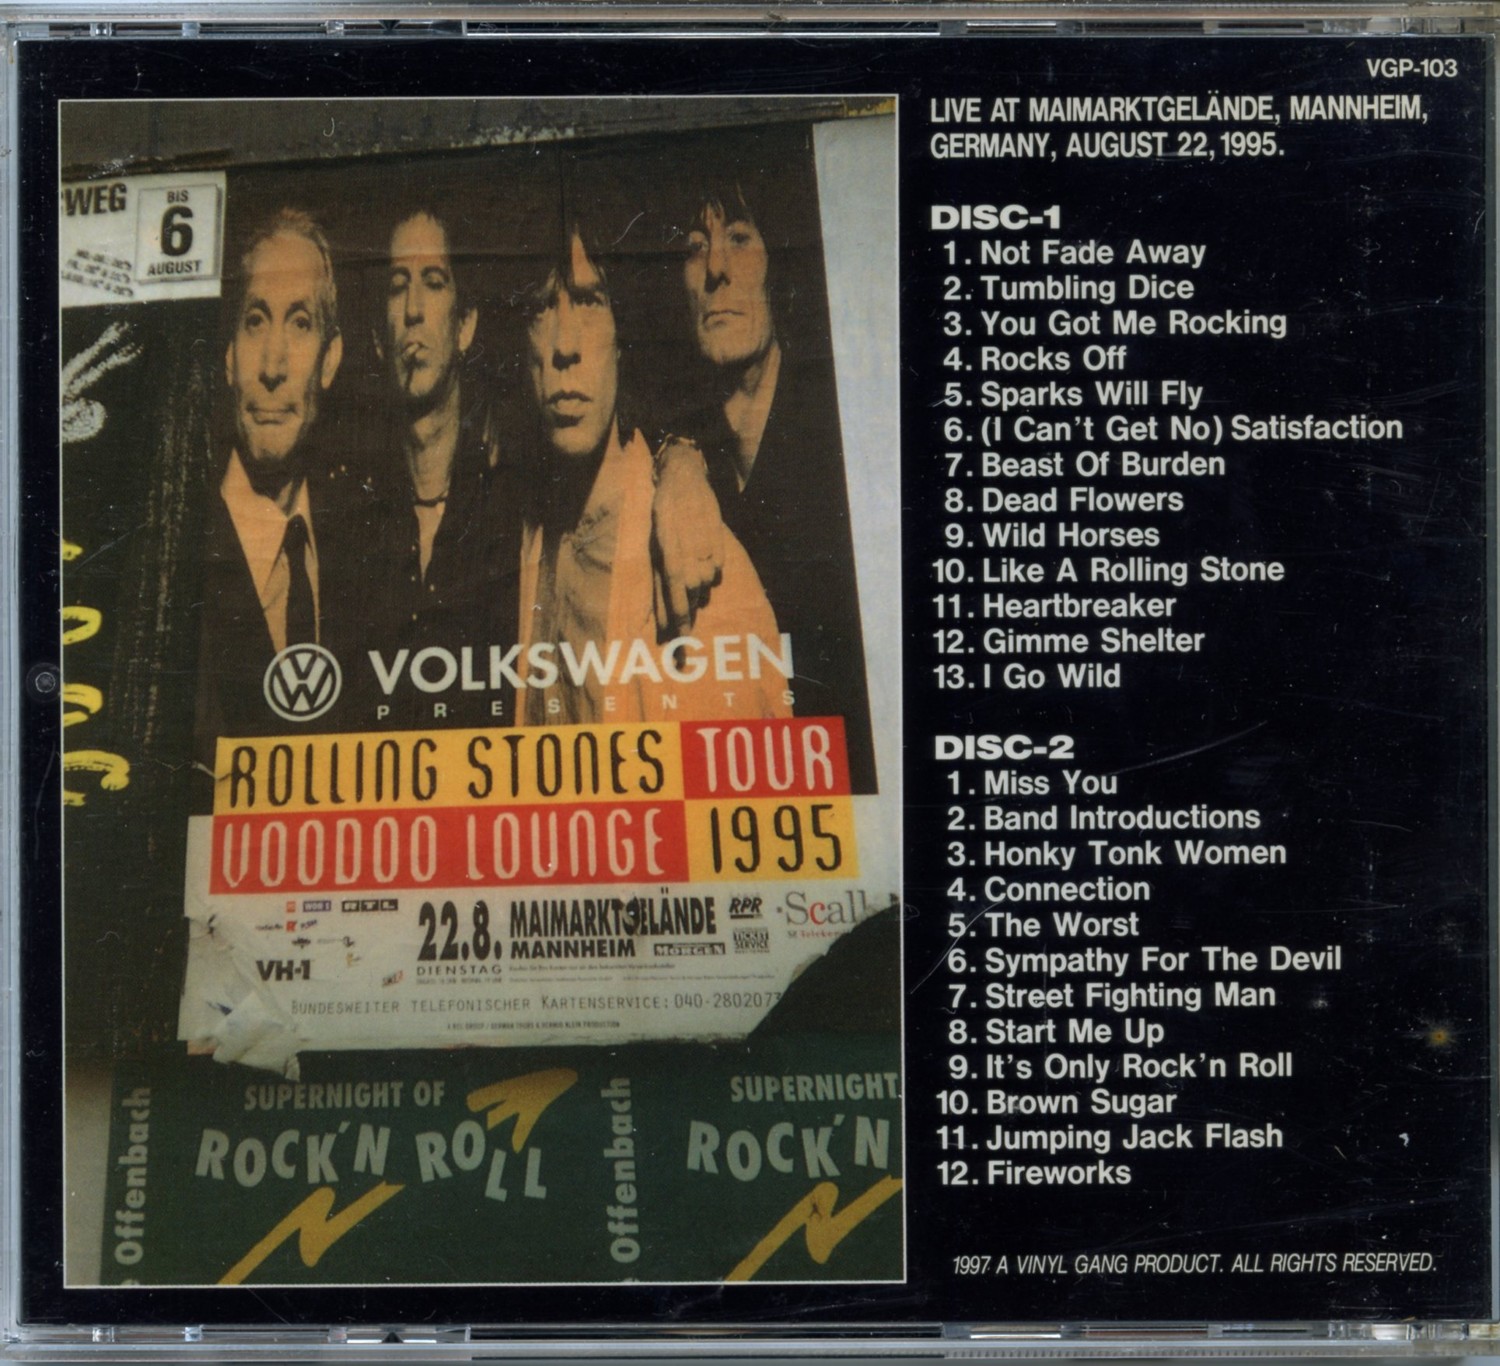 VGP-103
LIVE AT MAIMARKTGELÄNDE, MANNHEIM,
GERMANY, AUGUST 22, 1995.
DISC-1
1. Not Fade Away
2. Tumbling Dice
3. You Got Me Rocking
4. Rocks Off
5. Sparks Will Fly
6. (I Can't Get No) Satisfaction
7. Beast Of Burden
8. Dead Flowers
9. Wild Horses
10. Like A Rolling Stone
11. Heartbreaker
12. Gimme Shelter
13. I Go Wild
DISC-2
1. Miss You
2. Band Introductions
3. Honky Tonk Women
4. Connection
5. The Worst
6. Sympathy For The Devil
7. Street Fighting Man
8. Start Me Up
9. It's Only Rock'n Roll
10. Brown Sugar
11. Jumping Jack Flash
12. Fireworks
1997 A VINYL GANG PRODUCT. ALL RIGHTS RESERVED.
WEG
BIS
6
AUGUST
VOLKSWAGEN
PRESENTS
ROLLING STONES TOUR
VOODOO LOUNGE 1995
RTL
VH-1
22.8. MAIMARKTGELÄNDE
MANNHEIM
MORGEN
DIENSTAG
RPR
TICKET
SERVICE
Scall
BUNDESWEITER TELEFONISCHER KARTENSERVICE: 040-2802073
SUPERNIGHT OF
ROCK'N ROLL
Offenbach
SUPERNIGHT
ROCK'N
Offenbach